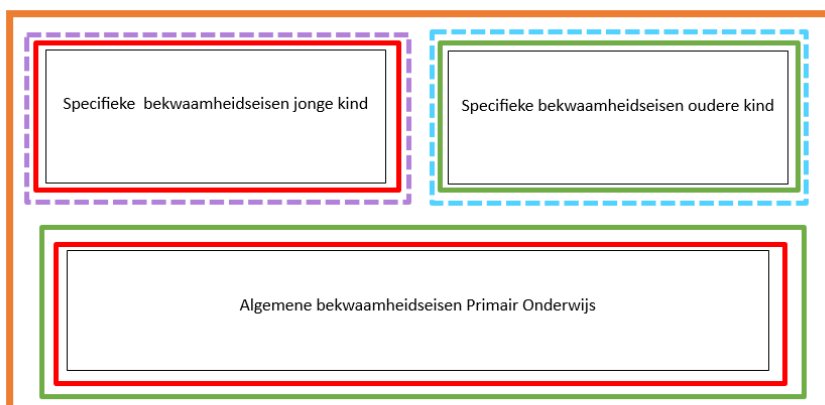 Specifieke bekwaamheidseisen jonge kind
Specifieke bekwaamheidseisen oudere kind
Algemene bekwaamheidseisen Primair Onderwijs